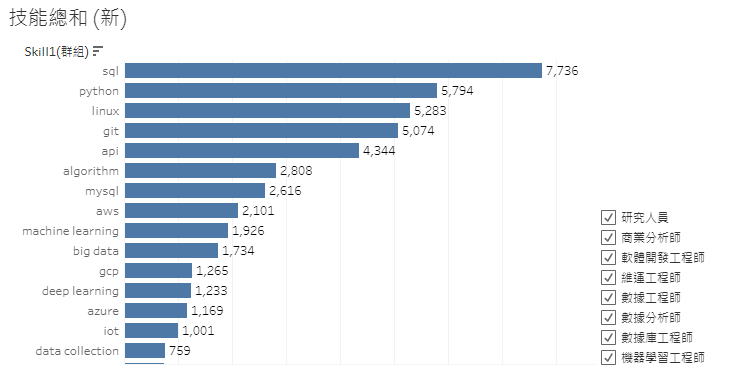 技能總和 (新)
Skill1(群組)
sql 7,736
python 5,794
linux 5,283
git 5,074
api 4,344
algorithm 2,808
mysql 2,616
aws 2,101
machine learning 1,926
big data 1,734
gcp 1,265
deep learning 1,233
azure 1,169
iot 1,001
data collection 759
研究人員
商業分析師
軟體開發工程師
維運工程師
數據工程師
數據分析師
數據庫工程師
機器學習工程師